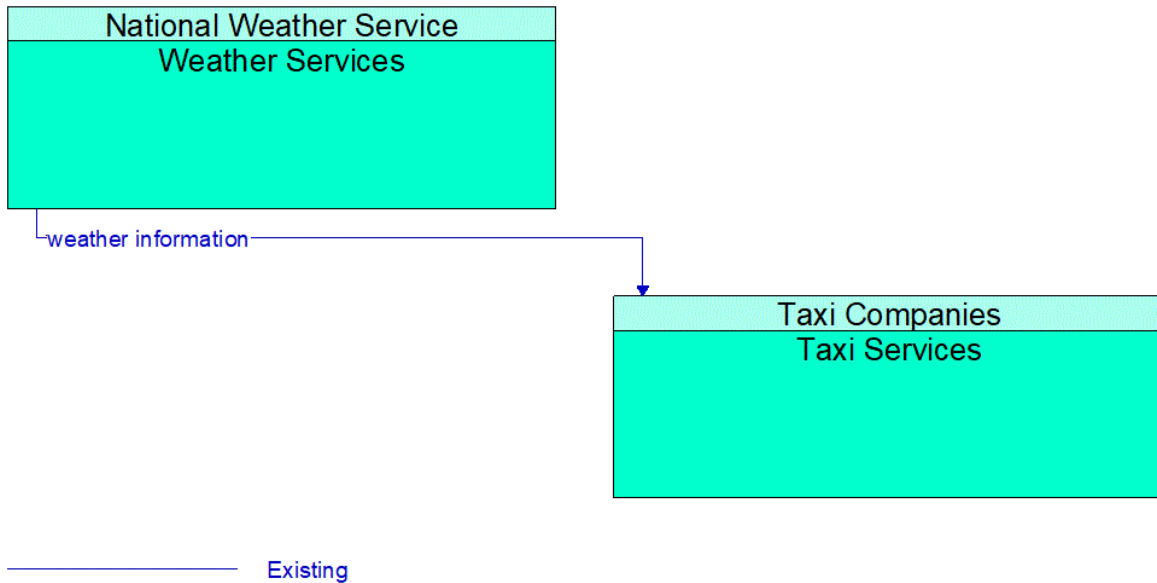 National Weather Service
Weather Services
weather information
Taxi Companies
Taxi Services
Existing